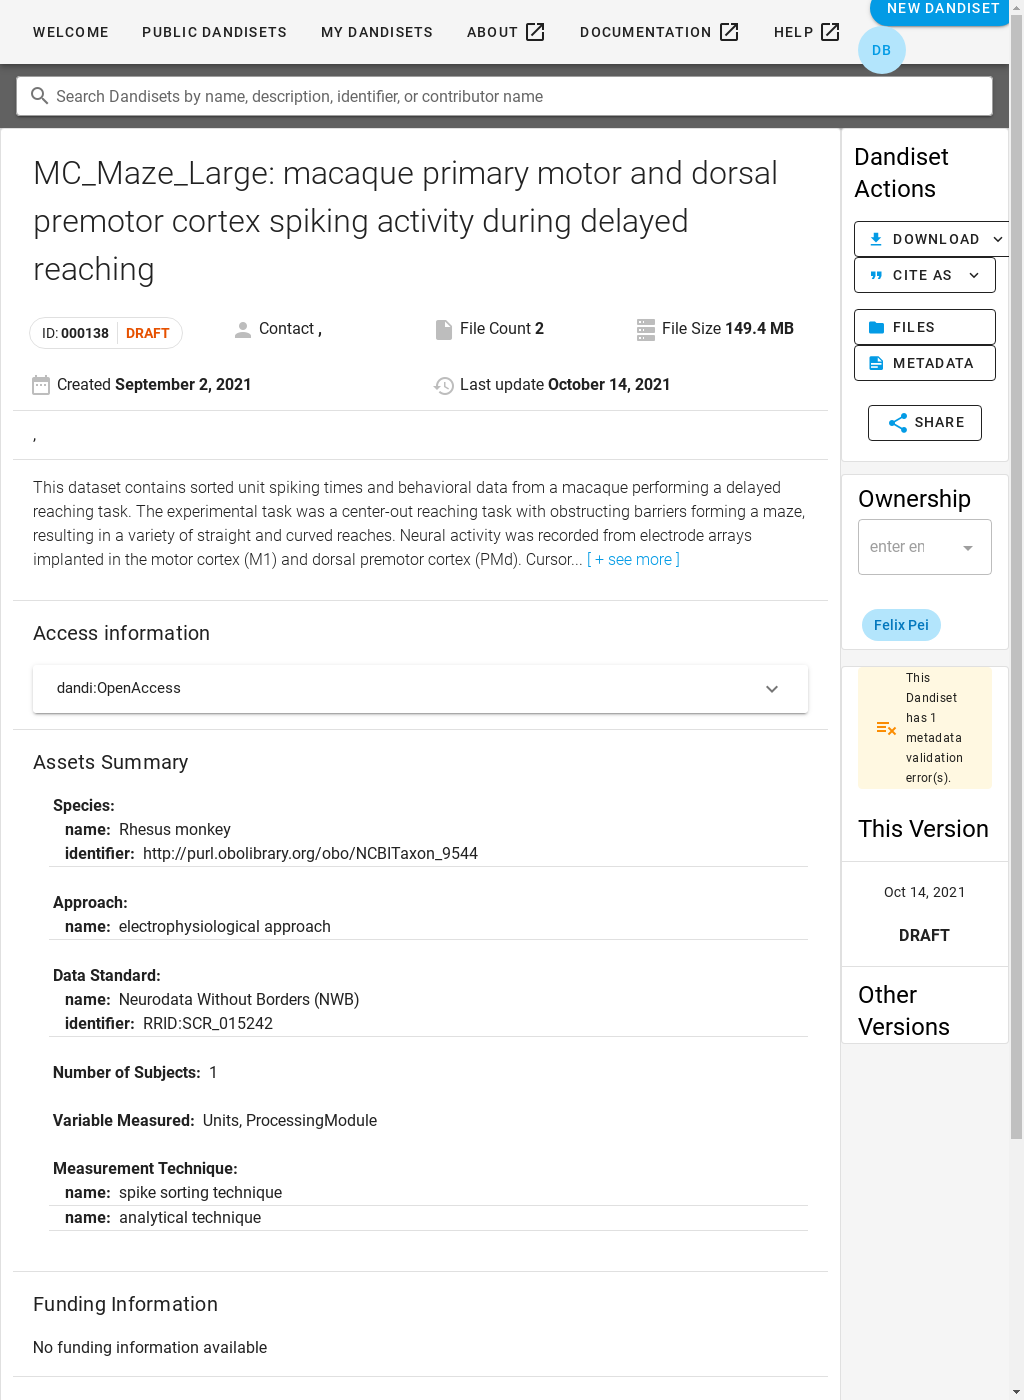 WELCOME PUBLIC DANDISETS MY DANDISETS ABOUT DOCUMENTATION HELP NEW DANDISET
DB
Search Dandisets by name, description, identifier, or contributor name
MC_Maze_Large: macaque primary motor and dorsal
premotor cortex spiking activity during delayed
reaching
ID: 000138 DRAFT Contact , File Count 2 File Size 149.4 MB
Created September 2, 2021 Last update October 14, 2021
,
This dataset contains sorted unit spiking times and behavioral data from a macaque performing a delayed
reaching task. The experimental task was a center-out reaching task with obstructing barriers forming a maze,
resulting in a variety of straight and curved reaches. Neural activity was recorded from electrode arrays
implanted in the motor cortex (M1) and dorsal premotor cortex (PMd). Cursor... [ + see more ]
Access information
dandi:OpenAccess
Assets Summary
Species:
name: Rhesus monkey
identifier: http://purl.obolibrary.org/obo/NCBITaxon_9544
Approach:
name: electrophysiological approach
Data Standard:
name: Neurodata Without Borders (NWB)
identifier: RRID:SCR_015242
Number of Subjects: 1
Variable Measured: Units, ProcessingModule
Measurement Technique:
name: spike sorting technique
name: analytical technique
Funding Information
No funding information available
Dandiset
Actions
DOWNLOAD
CITE AS
FILES
METADATA
SHARE
Ownership
enter en
Felix Pei
This
Dandiset
has 1
metadata
validation
error(s).
This Version
Oct 14, 2021
DRAFT
Other
Versions